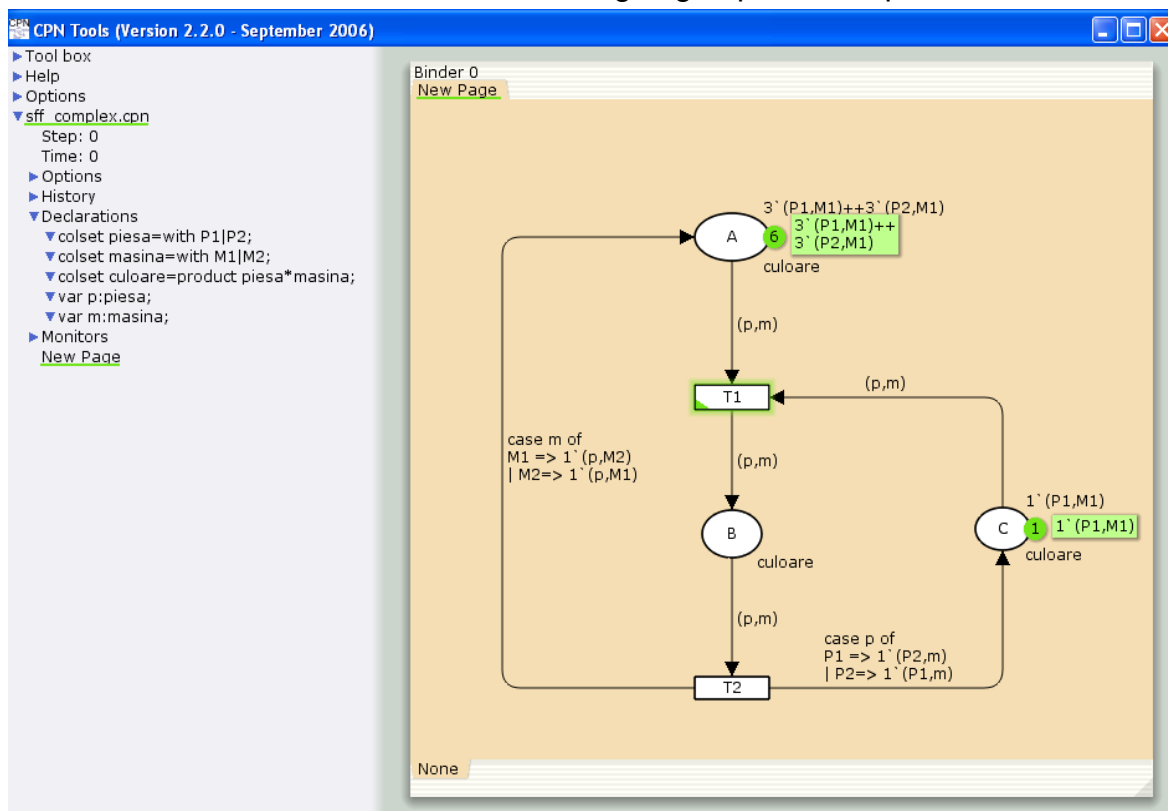 CPN Tools (Version 2.2.0 - September 2006)
Tool box
Help
Options
sff_complex.cpn
Step: 0
Time: 0
Options
History
Declarations
colset piesa=with P1|P2;
colset masina=with M1|M2;
colset culoare=product piesa*masina;
var p:piesa;
var m:masina;
Monitors
New Page
Binder 0
New Page
3`(P1,M1)++3`(P2,M1)
A
6
3`(P1,M1)++
3`(P2,M1)
culoare
(p,m)
T1
(p,m)
case m of
M1 => 1`(p,M2)
| M2=> 1`(p,M1)
(p,m)
B
culoare
1`(P1,M1)
C
1
1`(P1,M1)
culoare
(p,m)
case p of
P1 => 1`(P2,m)
| P2=> 1`(P1,m)
T2
None